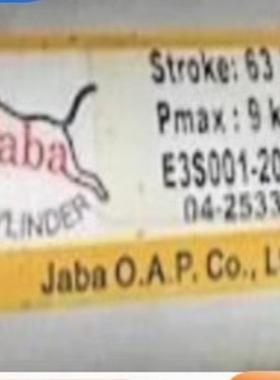 Stroke: 63
Pmax : 9 k
aba
E3S001-20
YLINDER
04-2533
Jaba O.A.P. Co., L